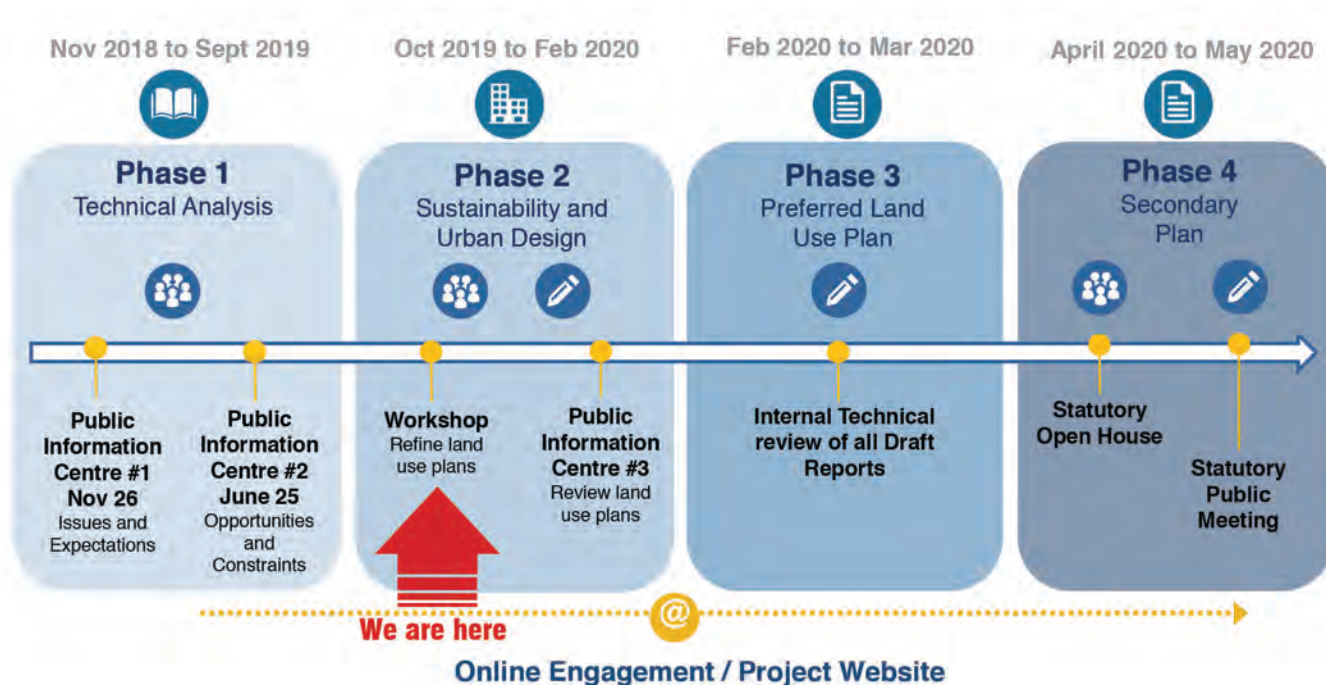 Nov 2018 to Sept 2019
Oct 2019 to Feb 2020
Feb 2020 to Mar 2020
April 2020 to May 2020
Phase 1
Technical Analysis
Phase 2
Sustainability and
Urban Design
Phase 3
Preferred Land
Use Plan
Phase 4
Secondary
Plan
Public
Information
Centre #1
Nov 26
Issues and
Expectations
Public
Information
Centre #2
June 25
Opportunities
and
Constraints
Workshop
Refine land
use plans
Public
Information
Centre #3
Review land
use plans
Internal Technical
review of all Draft
Reports
Statutory
Open House
Statutory
Public
Meeting
We are here
@
Online Engagement / Project Website